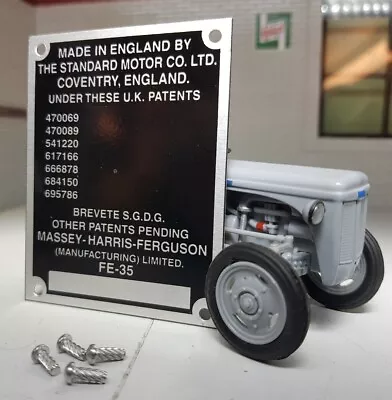 MADE IN ENGLAND BY
THE STANDARD MOTOR CO. LTD.
COVENTRY, ENGLAND.
UNDER THESE U.K. PATENTS
470069
470089
541220
617166
666878
684150
695786
BREVETE S.G.D.G.
OTHER PATENTS PENDING
MASSEY-HARRIS-FERGUSON
(MANUFACTURING) LIMITED.
FE-35